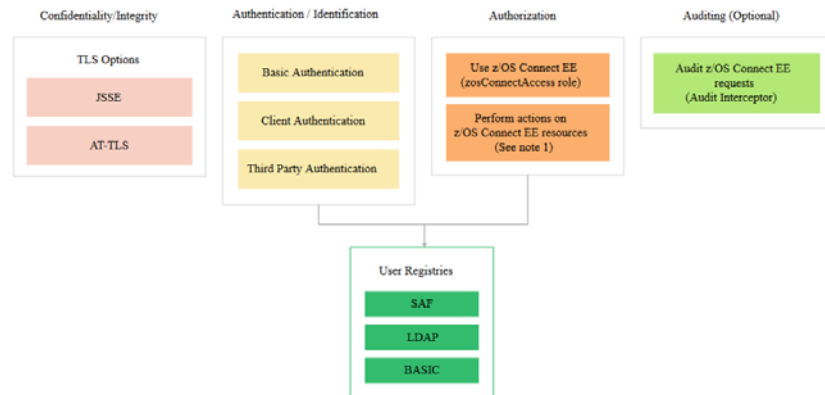 Confidentiality/Integrity
TLS Options
JSSE
AT-TLS
Authentication / Identification
Basic Authentication
Client Authentication
Third Party Authentication
Authorization
Use z/OS Connect EE
(zosConnectAccess role)
Perform actions on
z/OS Connect EE resources
(See note 1)
Auditing (Optional)
Audit z/OS Connect EE
requests
(Audit Interceptor)
User Registries
SAF
LDAP
BASIC